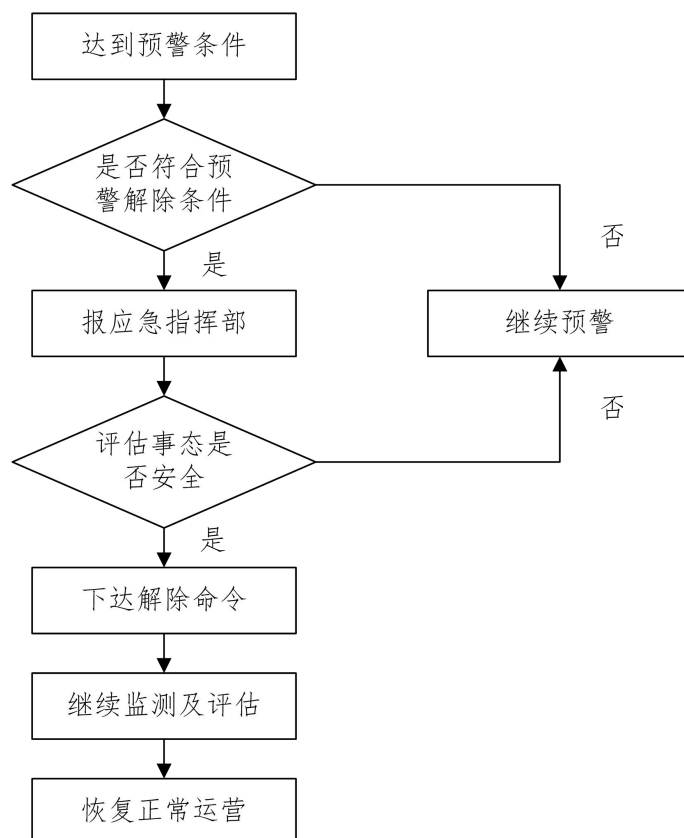 达到预警条件
是否符合预
警解除条件
否
是
报应急指挥部
继续预警
否
评估事态是
否安全
是
下达解除命令
继续监测及评估
恢复正常运营